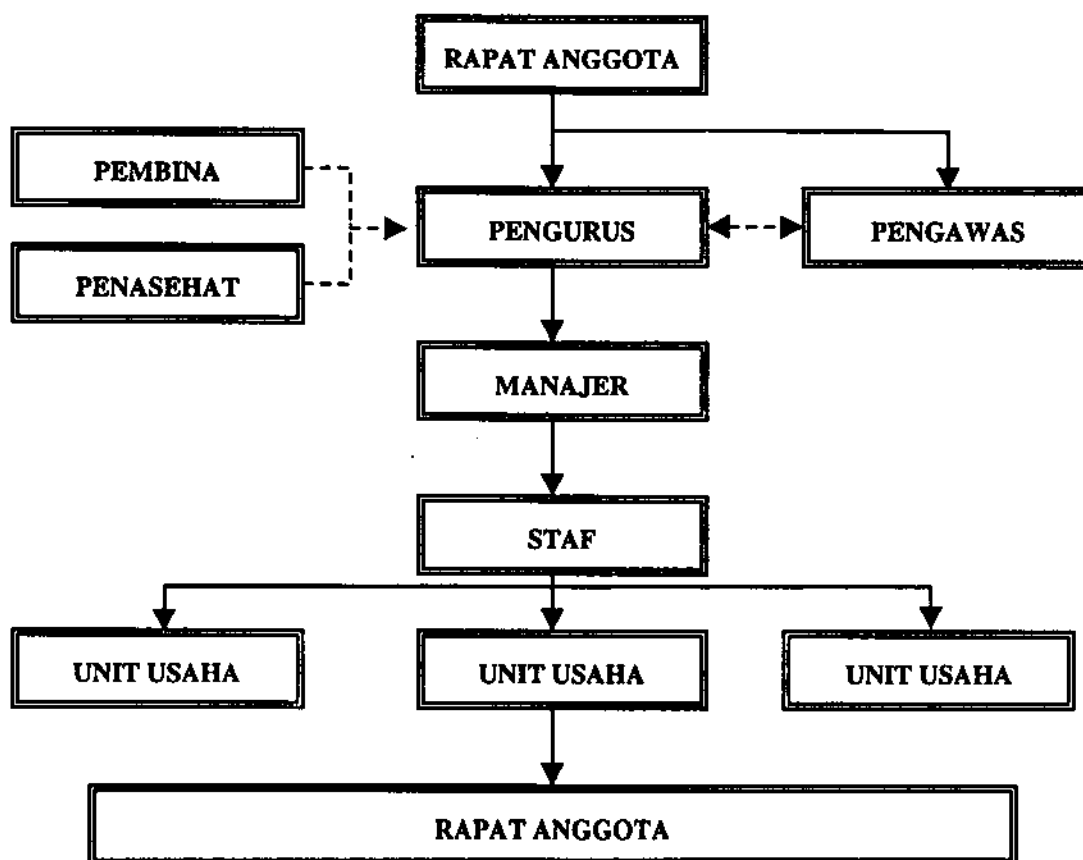 RAPAT ANGGOTA
PEMBINA
PENGURUS
PENGAWAS
PENASEHAT
MANAJER
STAF
UNIT USAHA
UNIT USAHA
UNIT USAHA
RAPAT ANGGOTA